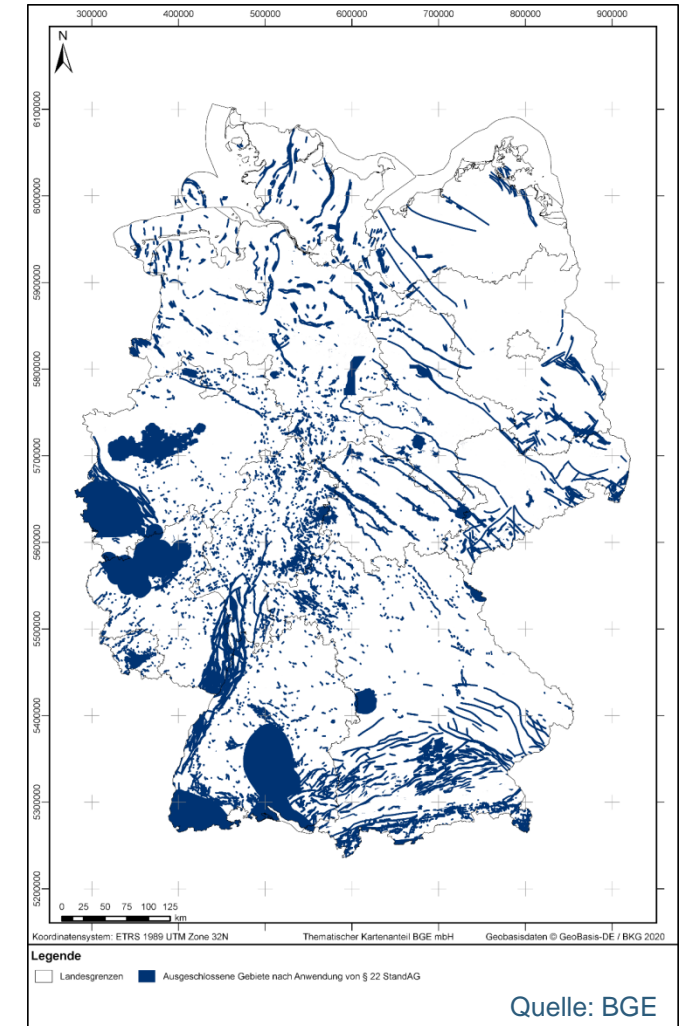 300000 400000 500000 600000 700000 800000 900000
N
6100000
6000000
5900000
5800000
5700000
5600000
5500000
5400000
5300000
5200000
0 25 50 75 100 125
km
Koordinatensystem: ETRS 1989 UTM Zone 32N Thematischer Kartenanteil BGE mbH Geobasisdaten © GeoBasis-DE / BKG 2020
Legende
Landesgrenzen Ausgeschlossene Gebiete nach Anwendung von § 22 StandAG
Quelle: BGE